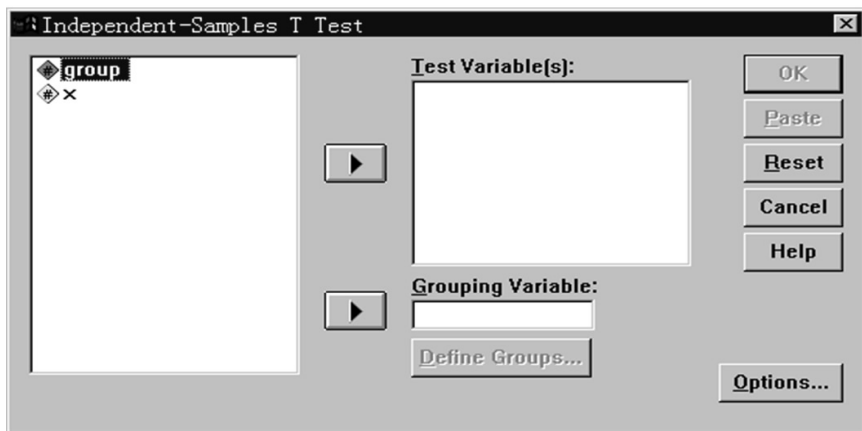 Independent-Samples T Test
group
x
Test Variable(s):
Grouping Variable:
Define Groups...
OK
Paste
Reset
Cancel
Help
Options...